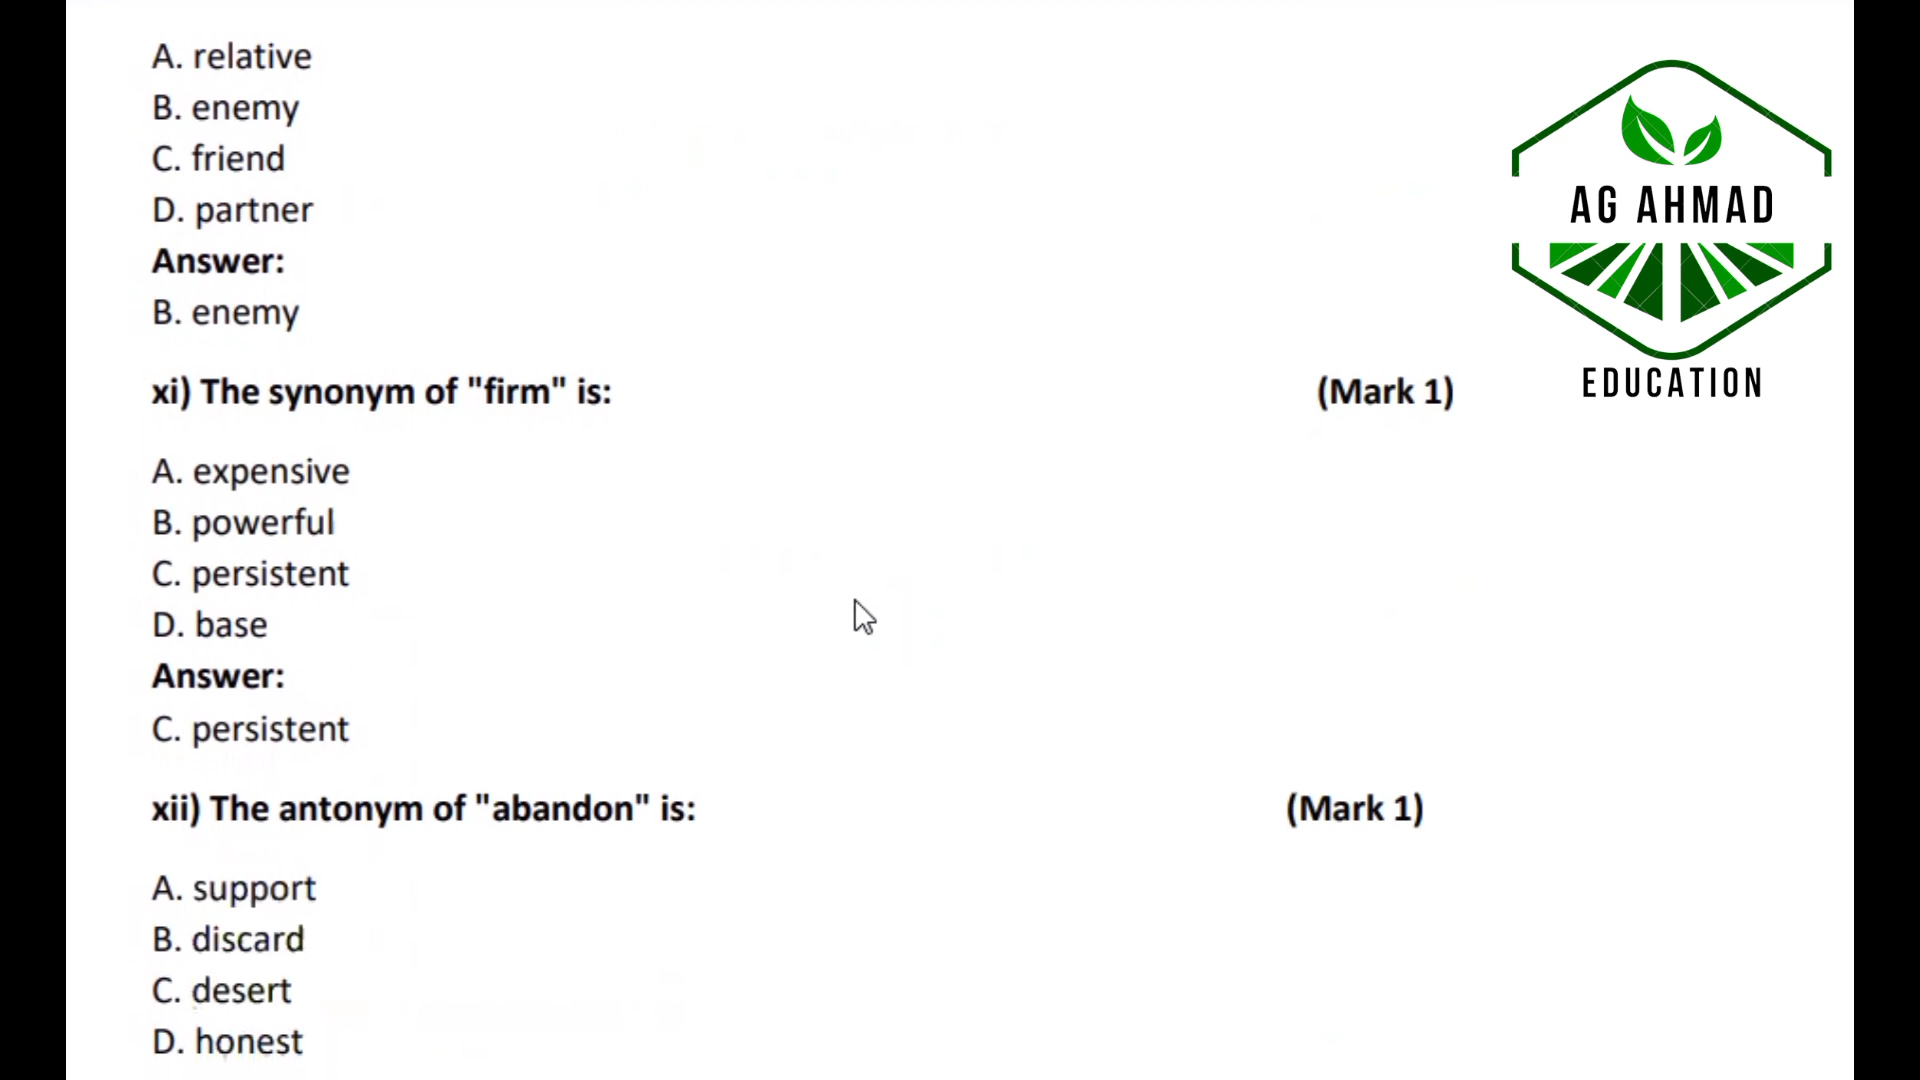 A. relative
B. enemy
C. friend
D. partner
Answer:
B. enemy
AG AHMAD
EDUCATION
xi) The synonym of "firm" is: (Mark 1)
A. expensive
B. powerful
C. persistent
D. base
Answer:
C. persistent
xii) The antonym of "abandon" is: (Mark 1)
A. support
B. discard
C. desert
D. honest